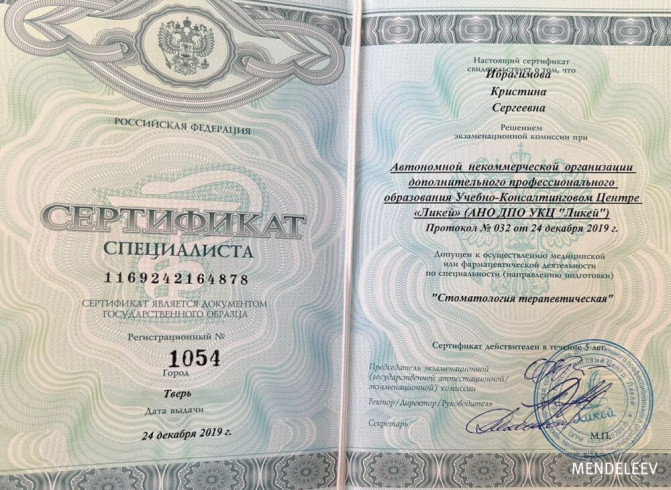 РОССИЙСКАЯ ФЕДЕРАЦИЯ
СЕРТИФИКАТ
СПЕЦИАЛИСТА
1169242164878
СЕРТИФИКАТ ЯВЛЯЕТСЯ ДОКУМЕНТОМ
ГОСУДАРСТВЕННОГО ОБРАЗЦА
Регистрационный №
1054
Город
Тверь
Дата выдачи
24 декабря 2019 г.
Настоящий сертификат
свидетельствует о том, что
Ибрагимова
Кристина
Сергеевна
Решением
экзаменационной комиссии при
Автономной некоммерческой организации
дополнительного профессионального
образования Учебно-Консалтинговом Центре
«Ликей» (АНО ДПО УКЦ "Ликей")
Протокол № 032 от 24 декабря 2019 г.
Допущен к осуществлению медицинской
или фармацевтической деятельности
по специальности (направлению подготовки)
"Стоматология терапевтическая"
Сертификат действителен в течение 5 лет.
Председатель экзаменационной
(государственной аттестационной/
экзаменационной) комиссии
Ректор/Директор/Руководитель
Секретарь
Ликей
М.П.
MENDELEEV